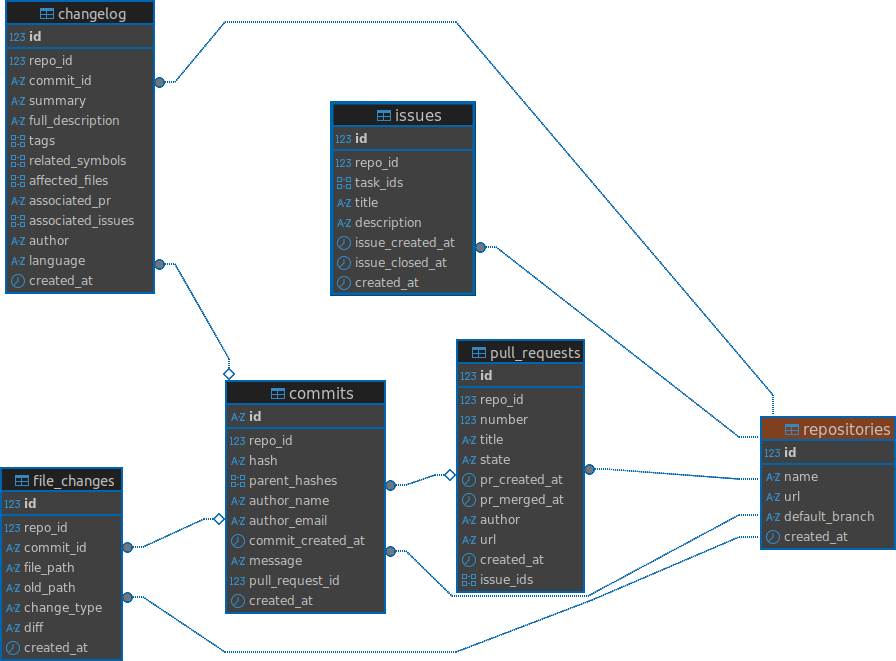 changelog
123 id
123 repo_id
A-Z commit_id
A-Z summary
A-Z full_description
tags
related_symbols
affected_files
A-Z associated_pr
associated_issues
A-Z author
A-Z language
created_at
issues
123 id
123 repo_id
task_ids
A-Z title
A-Z description
issue_created_at
issue_closed_at
created_at
pull_requests
123 id
123 repo_id
123 number
A-Z title
A-Z state
pr_created_at
pr_merged_at
A-Z author
A-Z url
created_at
issue_ids
commits
A-Z id
123 repo_id
A-Z hash
parent_hashes
A-Z author_name
A-Z author_email
commit_created_at
A-Z message
123 pull_request_id
created_at
repositories
123 id
A-Z name
A-Z url
A-Z default_branch
created_at
file_changes
123 id
123 repo_id
A-Z commit_id
A-Z file_path
A-Z old_path
A-Z change_type
A-Z diff
created_at